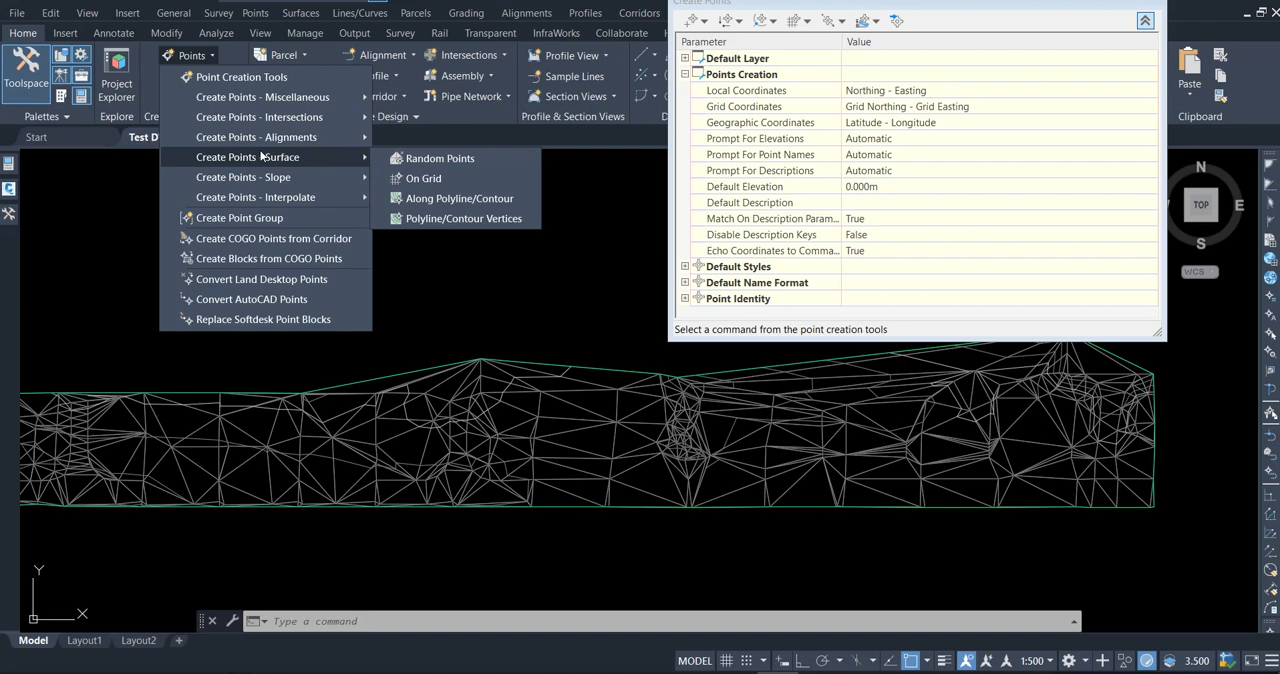 File Edit View Insert General Survey Points Surfaces Lines/Curves Parcels Grading Alignments Profiles Corridors
Create Points
Home Insert Annotate Modify Analyze View Manage Output Survey Rail Transparent InfraWorks Collaborate
Toolspace
Palettes
Project
Explorer
Explore
Points
Parcel
Alignment
Intersections
Assembly
Pipe Network
Profile View
Sample Lines
Section Views
Profile & Section Views
Paste
Clipboard
Start
Test D
Point Creation Tools
Create Points - Miscellaneous
Create Points - Intersections
Create Points - Alignments
Create Points - Surface
Create Points - Slope
Create Points - Interpolate
Create Point Group
Create COGO Points from Corridor
Create Blocks from COGO Points
Convert Land Desktop Points
Convert AutoCAD Points
Replace Softdesk Point Blocks
Random Points
On Grid
Along Polyline/Contour
Polyline/Contour Vertices
Parameter Value
Default Layer
Points Creation
Local Coordinates Northing - Easting
Grid Coordinates Grid Northing - Grid Easting
Geographic Coordinates Latitude - Longitude
Prompt For Elevations Automatic
Prompt For Point Names Automatic
Prompt For Descriptions Automatic
Default Elevation 0.000m
Default Description
Match On Description Param... True
Disable Description Keys False
Echo Coordinates to Comma... True
Default Styles
Default Name Format
Point Identity
Select a command from the point creation tools
N
TOP
E
S
WCS
Y
X
Type a command
Model Layout1 Layout2 +
MODEL 1:500 3.500